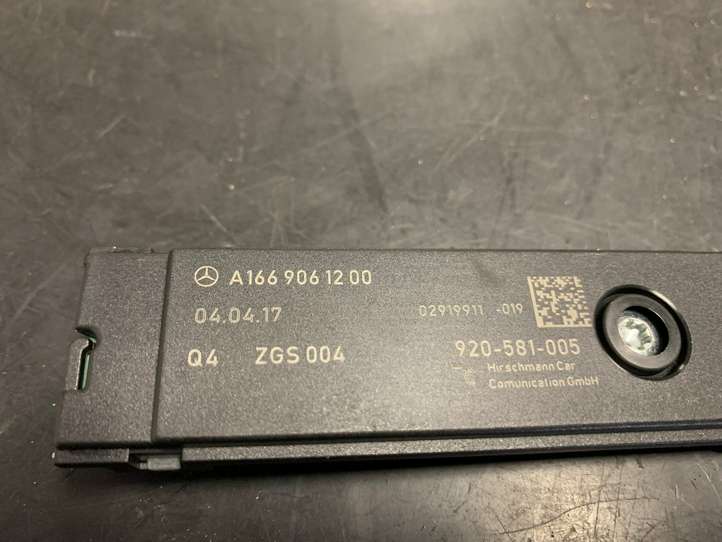 A166 906 12 00
04.04.17
02919911 -019
Q4 ZGS 004
920-581-005
Hirschmann Car
Comunication GmbH